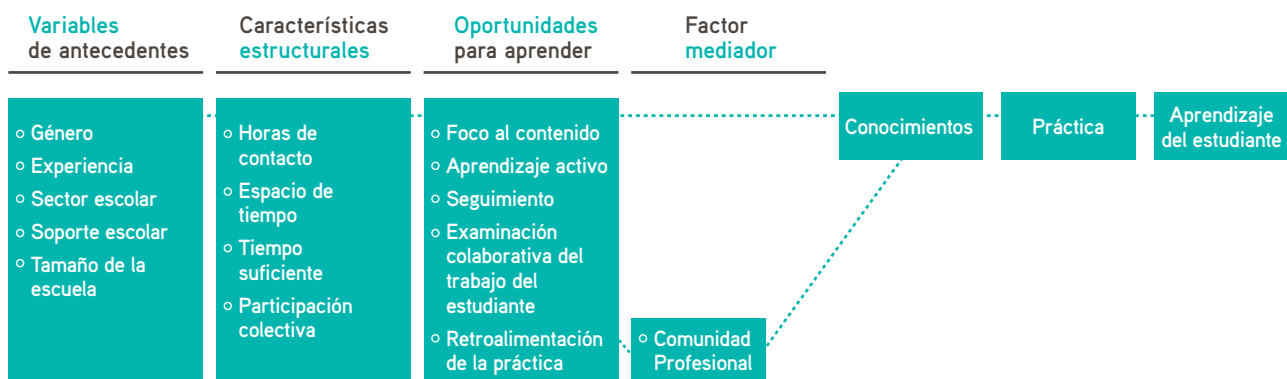 Variables
de antecedentes
Características
estructurales
Oportunidades
para aprender
Factor
mediador
Género
Experiencia
Sector escolar
Soporte escolar
Tamaño de la
escuela
Horas de
contacto
Espacio de
tiempo
Tiempo
suficiente
Participación
colectiva
Foco al contenido
Aprendizaje activo
Seguimiento
Examinación
colaborativa del
trabajo del
estudiante
Retroalimentación
de la práctica
Comunidad
Profesional
Conocimientos
Práctica
Aprendizaje
del estudiante